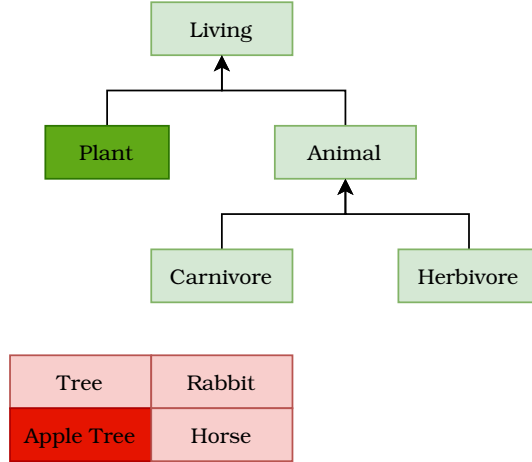 Living
Plant
Animal
Carnivore
Herbivore
Tree
Rabbit
Apple Tree
Horse